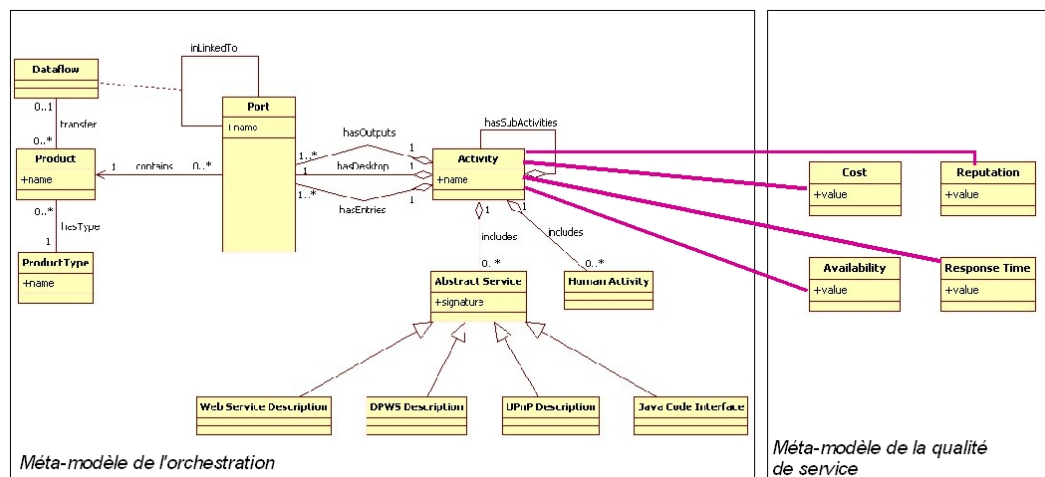 inLinkedTo
Dataflow
0..1
transfer
0..*
Product
+name
1
contains
0..*
0..*
hasType
1
ProductType
+name
Port
+name
hasOutputs
1..*
1
hasDesktop
1
1
1..*
hasEntries
1
hasSubActivities
Activity
+name
1
includes
0..*
1
includes
0..*
Abstract Service
+signature
Human Activity
Web Service Description
DPWS Description
UPnP Description
Java Code Interface
Méta-modèle de l'orchestration
Cost
+value
Reputation
+value
Availability
+value
Response Time
+value
Méta-modèle de la qualité
de service